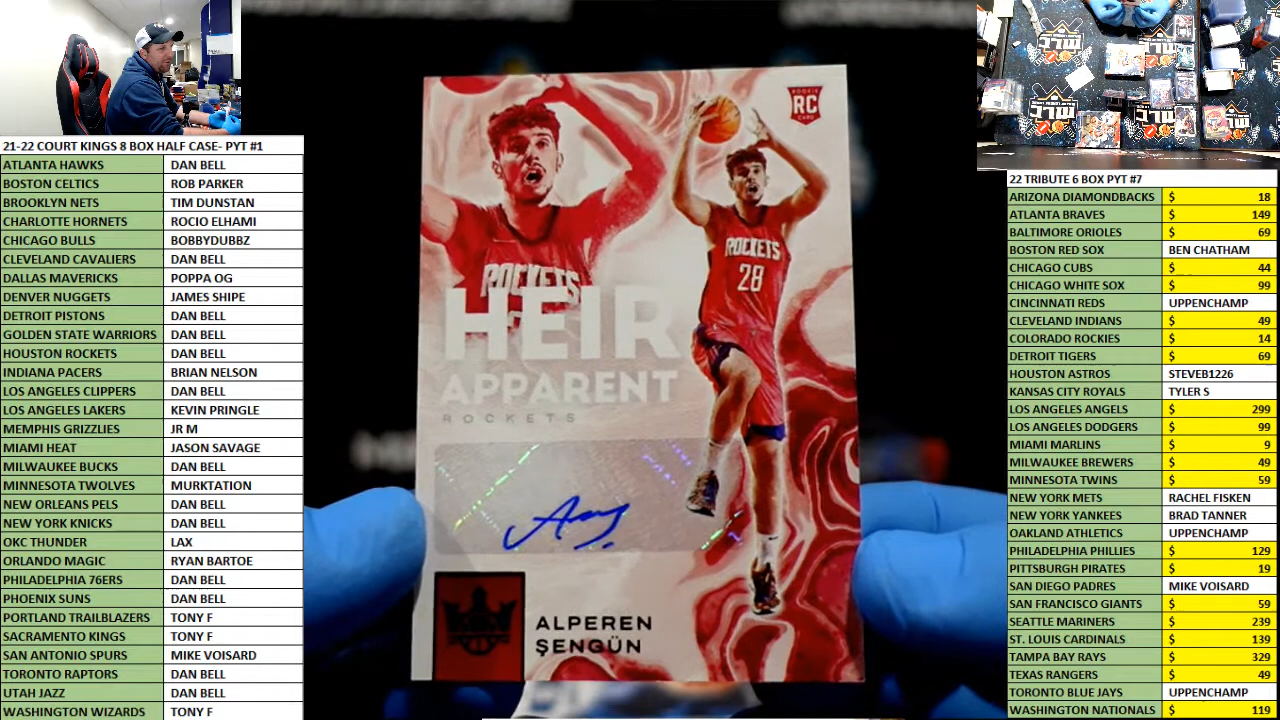 21-22 COURT KINGS 8 BOX HALF CASE- PYT #1
ATLANTA HAWKS DAN BELL
BOSTON CELTICS ROB PARKER
BROOKLYN NETS TIM DUNSTAN
CHARLOTTE HORNETS ROCIO ELHAMI
CHICAGO BULLS BOBBYDUBBZ
CLEVELAND CAVALIERS DAN BELL
DALLAS MAVERICKS POPPA OG
DENVER NUGGETS JAMES SHIPE
DETROIT PISTONS DAN BELL
GOLDEN STATE WARRIORS DAN BELL
HOUSTON ROCKETS DAN BELL
INDIANA PACERS BRIAN NELSON
LOS ANGELES CLIPPERS DAN BELL
LOS ANGELES LAKERS KEVIN PRINGLE
MEMPHIS GRIZZLIES JR M
MIAMI HEAT JASON SAVAGE
MILWAUKEE BUCKS DAN BELL
MINNESOTA TWOLVES MURKTATION
NEW ORLEANS PELS DAN BELL
NEW YORK KNICKS DAN BELL
OKC THUNDER LAX
ORLANDO MAGIC RYAN BARTOE
PHILADELPHIA 76ERS DAN BELL
PHOENIX SUNS DAN BELL
PORTLAND TRAILBLAZERS TONY F
SACRAMENTO KINGS TONY F
SAN ANTONIO SPURS MIKE VOISARD
TORONTO RAPTORS DAN BELL
UTAH JAZZ DAN BELL
WASHINGTON WIZARDS TONY F
ROOKIE
RC
CARD
ROCKETS
ROCKETS
28
HEIR
APPARENT
ROCKETS
ALPEREN
ŞENGÜN
22 TRIBUTE 6 BOX PYT #7
ARIZONA DIAMONDBACKS $ 18
ATLANTA BRAVES $ 149
BALTIMORE ORIOLES $ 69
BOSTON RED SOX BEN CHATHAM
CHICAGO CUBS $ 44
CHICAGO WHITE SOX $ 99
CINCINNATI REDS UPPENCHAMP
CLEVELAND INDIANS $ 49
COLORADO ROCKIES $ 14
DETROIT TIGERS $ 69
HOUSTON ASTROS STEVEB1226
KANSAS CITY ROYALS TYLER S
LOS ANGELES ANGELS $ 299
LOS ANGELES DODGERS $ 99
MIAMI MARLINS $ 9
MILWAUKEE BREWERS $ 49
MINNESOTA TWINS $ 59
NEW YORK METS RACHEL FISKEN
NEW YORK YANKEES BRAD TANNER
OAKLAND ATHLETICS UPPENCHAMP
PHILADELPHIA PHILLIES $ 129
PITTSBURGH PIRATES $ 19
SAN DIEGO PADRES MIKE VOISARD
SAN FRANCISCO GIANTS $ 59
SEATTLE MARINERS $ 239
ST. LOUIS CARDINALS $ 139
TAMPA BAY RAYS $ 329
TEXAS RANGERS $ 49
TORONTO BLUE JAYS UPPENCHAMP
WASHINGTON NATIONALS $ 119